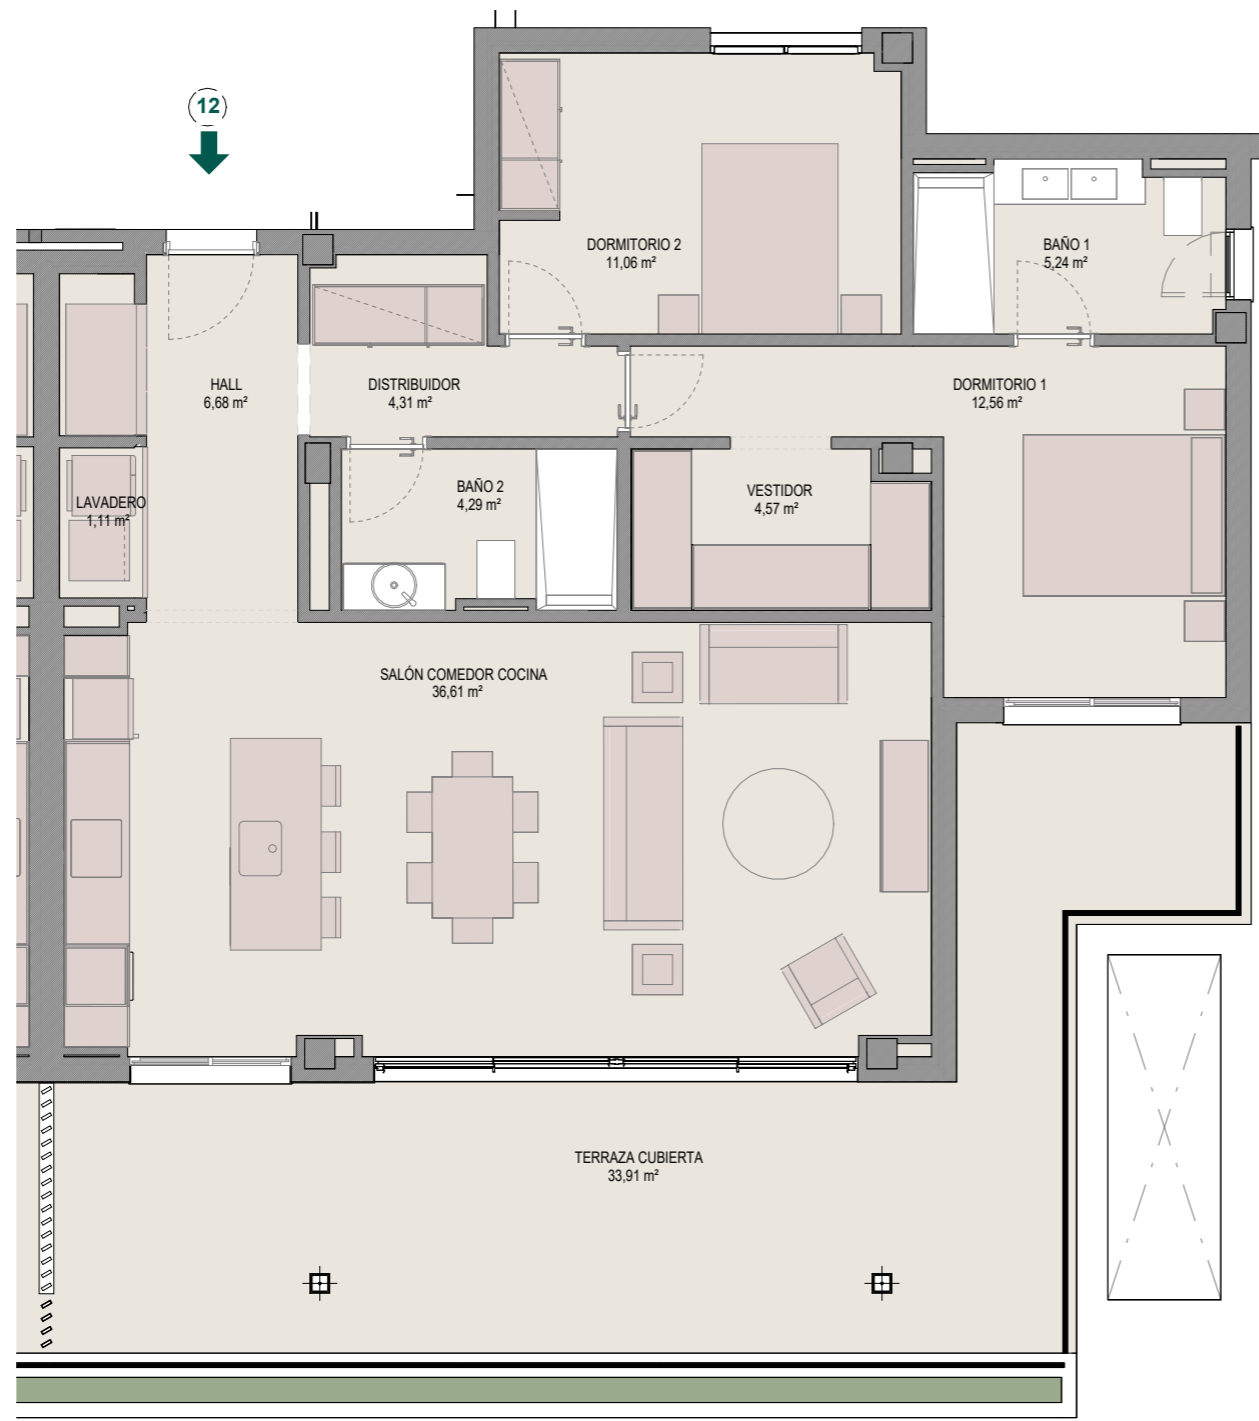 12
DORMITORIO 2
11,06 m²
BAÑO 1
5,24 m²
HALL
6,68 m²
DISTRIBUIDOR
4,31 m²
DORMITORIO 1
12,56 m²
LAVADERO
1,11 m²
BAÑO 2
4,29 m²
VESTIDOR
4,57 m²
SALÓN COMEDOR COCINA
36,61 m²
TERRAZA CUBIERTA
33,91 m²